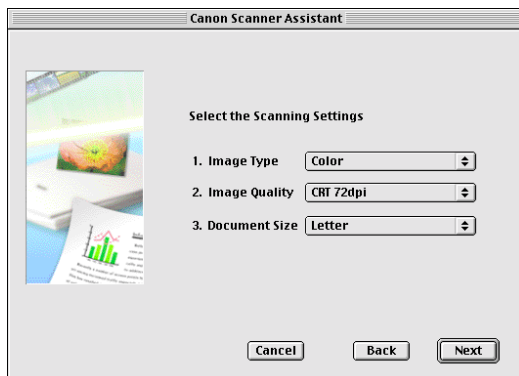 Canon Scanner Assistant
Select the Scanning Settings
1. Image Type Color
2. Image Quality CRT 72dpi
3. Document Size Letter
Cancel Back Next